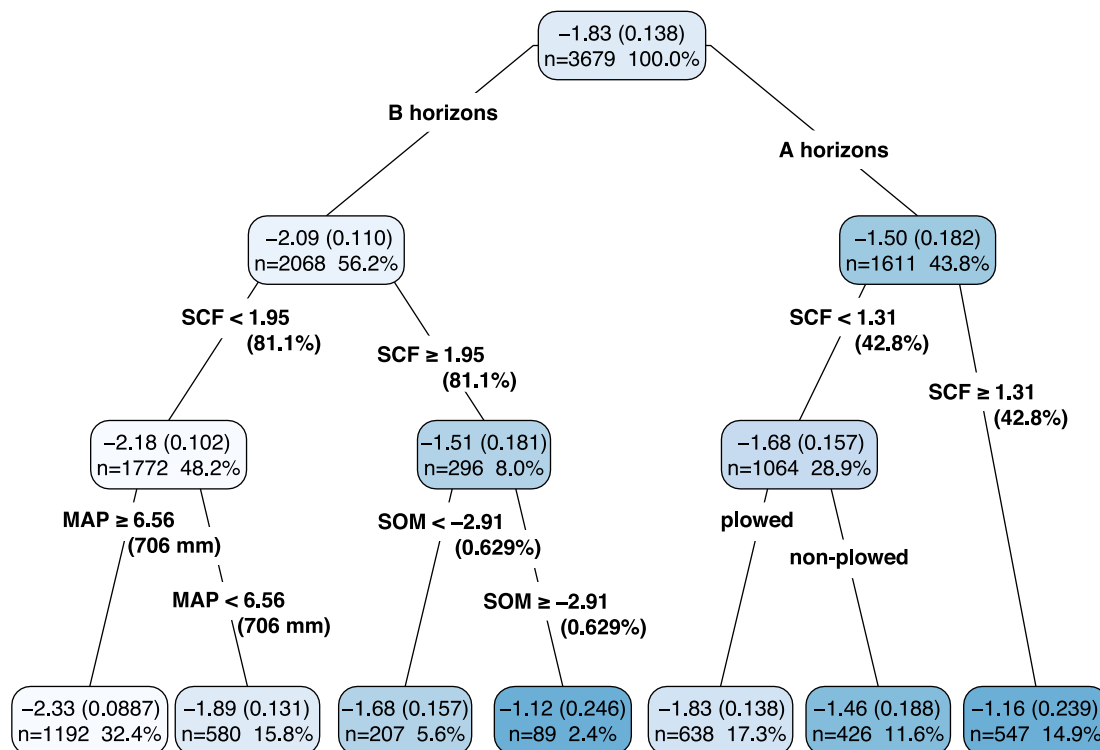 −1.83 (0.138)
n=3679 100.0%
B horizons
A horizons
−2.09 (0.110)
n=2068 56.2%
−1.50 (0.182)
n=1611 43.8%
SCF < 1.95
(81.1%)
SCF ≥ 1.95
(81.1%)
SCF < 1.31
(42.8%)
SCF ≥ 1.31
(42.8%)
−2.18 (0.102)
n=1772 48.2%
−1.51 (0.181)
n=296 8.0%
−1.68 (0.157)
n=1064 28.9%
MAP ≥ 6.56
(706 mm)
MAP < 6.56
(706 mm)
SOM < −2.91
(0.629%)
SOM ≥ −2.91
(0.629%)
plowed
non-plowed
−2.33 (0.0887)
n=1192 32.4%
−1.89 (0.131)
n=580 15.8%
−1.68 (0.157)
n=207 5.6%
−1.12 (0.246)
n=89 2.4%
−1.83 (0.138)
n=638 17.3%
−1.46 (0.188)
n=426 11.6%
−1.16 (0.239)
n=547 14.9%